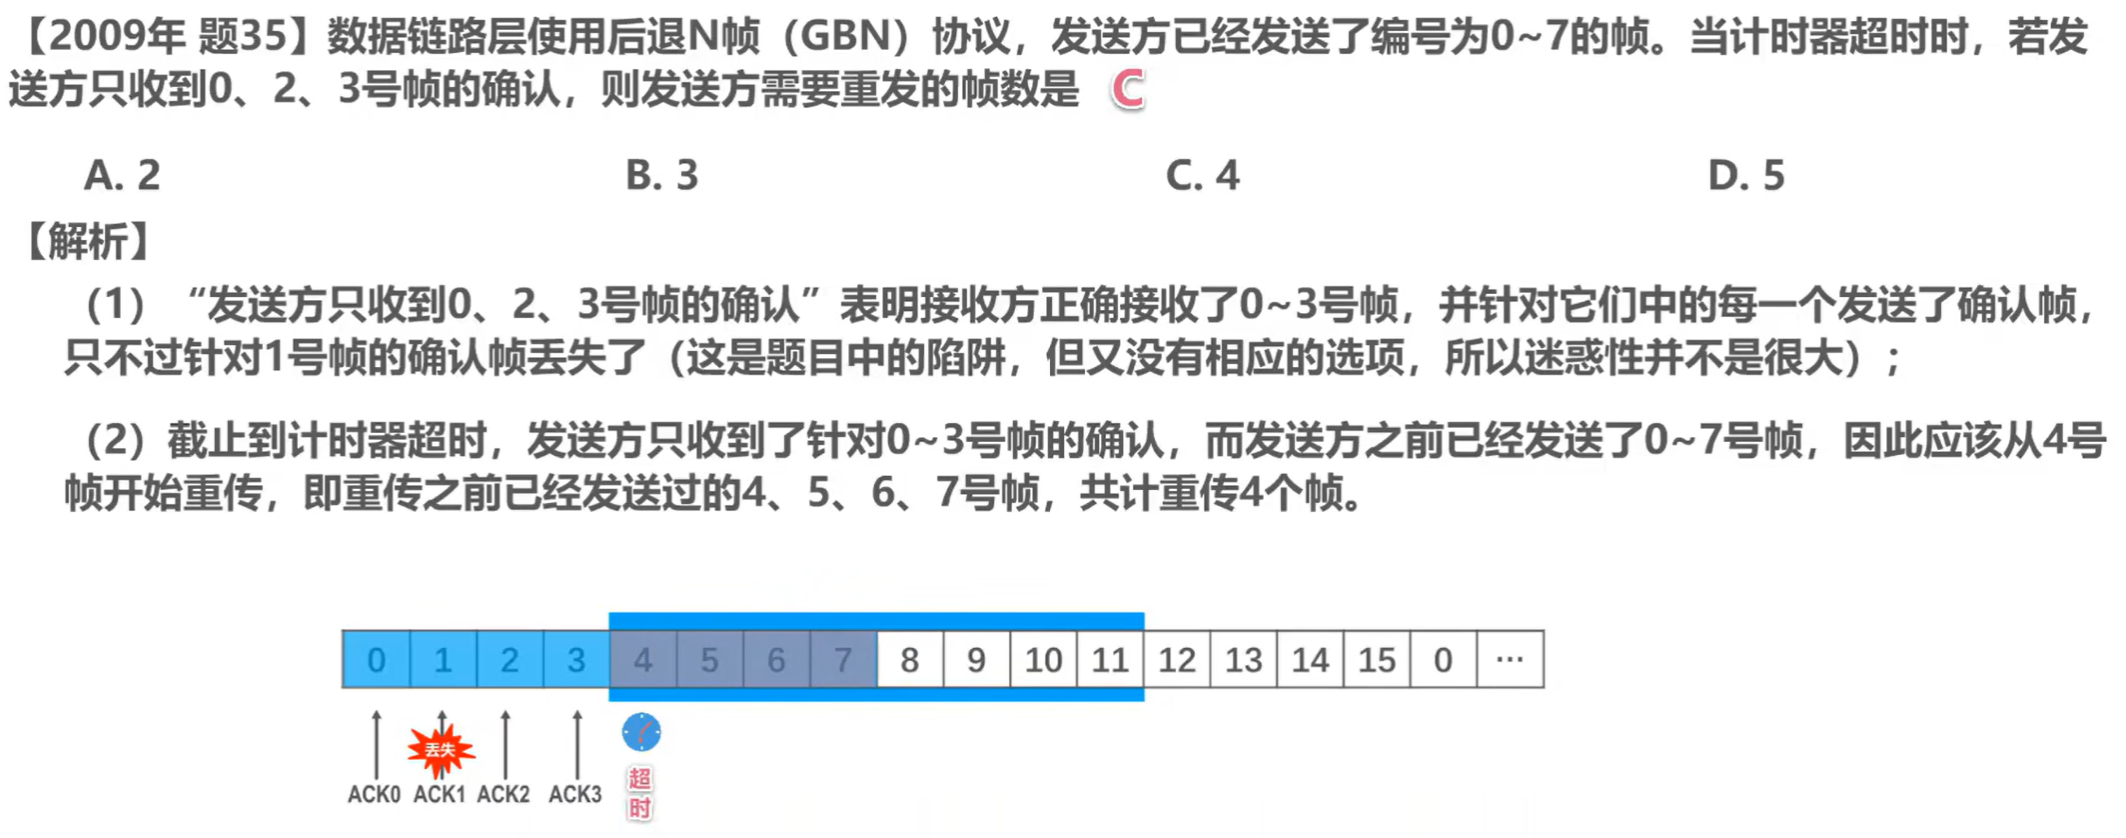 【2009年 题35】数据链路层使用后退N帧（GBN）协议，发送方已经发送了编号为0~7的帧。当计时器超时时，若发
送方只收到0、2、3号帧的确认，则发送方需要重发的帧数是 C
A. 2 B. 3 C. 4 D. 5
【解析】
（1）“发送方只收到0、2、3号帧的确认”表明接收方正确接收了0~3号帧，并针对它们中的每一个发送了确认帧，
只不过针对1号帧的确认帧丢失了（这是题目中的陷阱，但又没有相应的选项，所以迷惑性并不是很大）；
（2）截止到计时器超时，发送方只收到了针对0~3号帧的确认，而发送方之前已经发送了0~7号帧，因此应该从4号
帧开始重传，即重传之前已经发送过的4、5、6、7号帧，共计重传4个帧。
0 1 2 3 4 5 6 7 8 9 10 11 12 13 14 15 0 ···
丢失
ACK0 ACK1 ACK2 ACK3
超
时